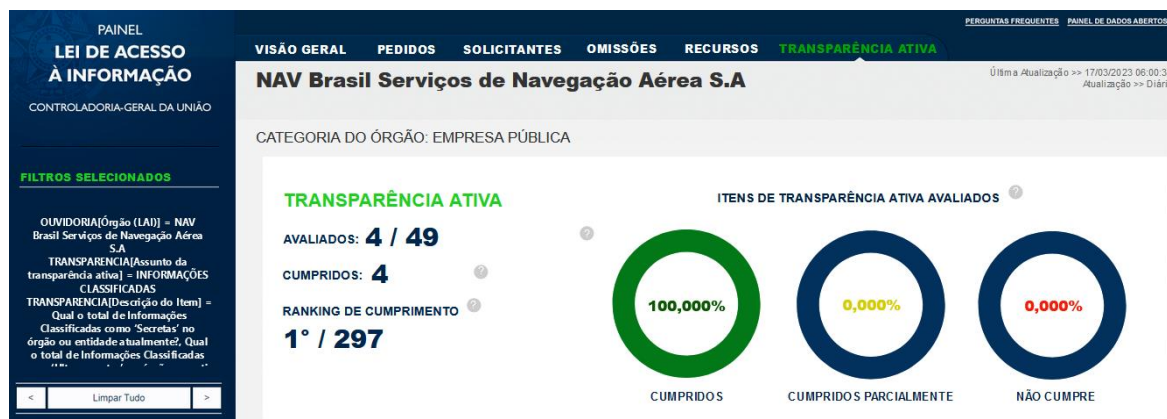 PAINEL
LEI DE ACESSO
À INFORMAÇÃO
CONTROLADORIA-GERAL DA UNIÃO
FILTROS SELECIONADOS
OUVIDORIA[Órgão (LAI)] = NAV
Brasil Serviços de Navegação Aérea
S.A
TRANSPARENCIA[Assunto da
transparência ativa] = INFORMAÇÕES
CLASSIFICADAS
TRANSPARENCIA[Descrição do Item] =
Qual o total de Informações
Classificadas como ‘Secretas’ no
órgão ou entidade atualmente?, Qual
o total de Informações Classificadas
< Limpar Tudo >
PERGUNTAS FREQUENTES PAINEL DE DADOS ABERTOS
VISÃO GERAL PEDIDOS SOLICITANTES OMISSÕES RECURSOS TRANSPARÊNCIA ATIVA
NAV Brasil Serviços de Navegação Aérea S.A
Última Atualização >> 17/03/2023 06:00:3
Atualização >> Diári
CATEGORIA DO ÓRGÃO: EMPRESA PÚBLICA
TRANSPARÊNCIA ATIVA
AVALIADOS: 4 / 49
CUMPRIDOS: 4
RANKING DE CUMPRIMENTO
1° / 297
ITENS DE TRANSPARÊNCIA ATIVA AVALIADOS
100,000% 0,000% 0,000%
CUMPRIDOS CUMPRIDOS PARCIALMENTE NÃO CUMPRE